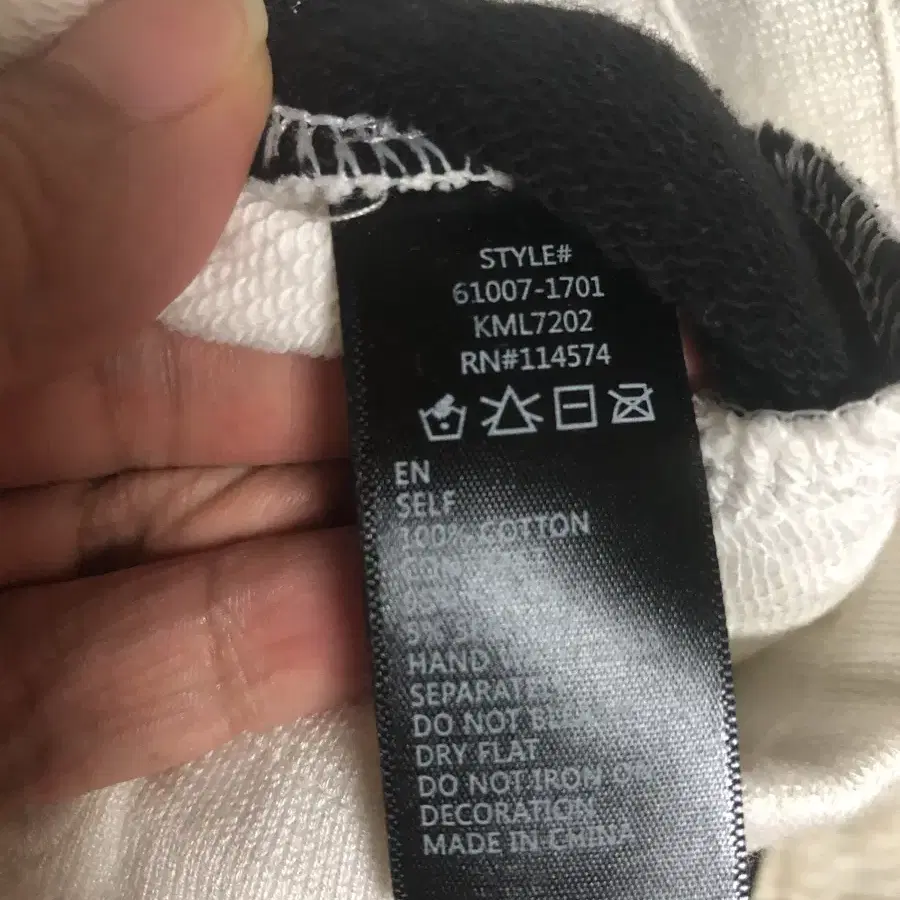 STYLE#
61007-1701
KML7202
RN#114574
EN
SELF
100% COTTON
HAND
SEPARATE
DO NOT
DRY FLAT
DO NOT IRON
DECORATION
MADE IN CHINA